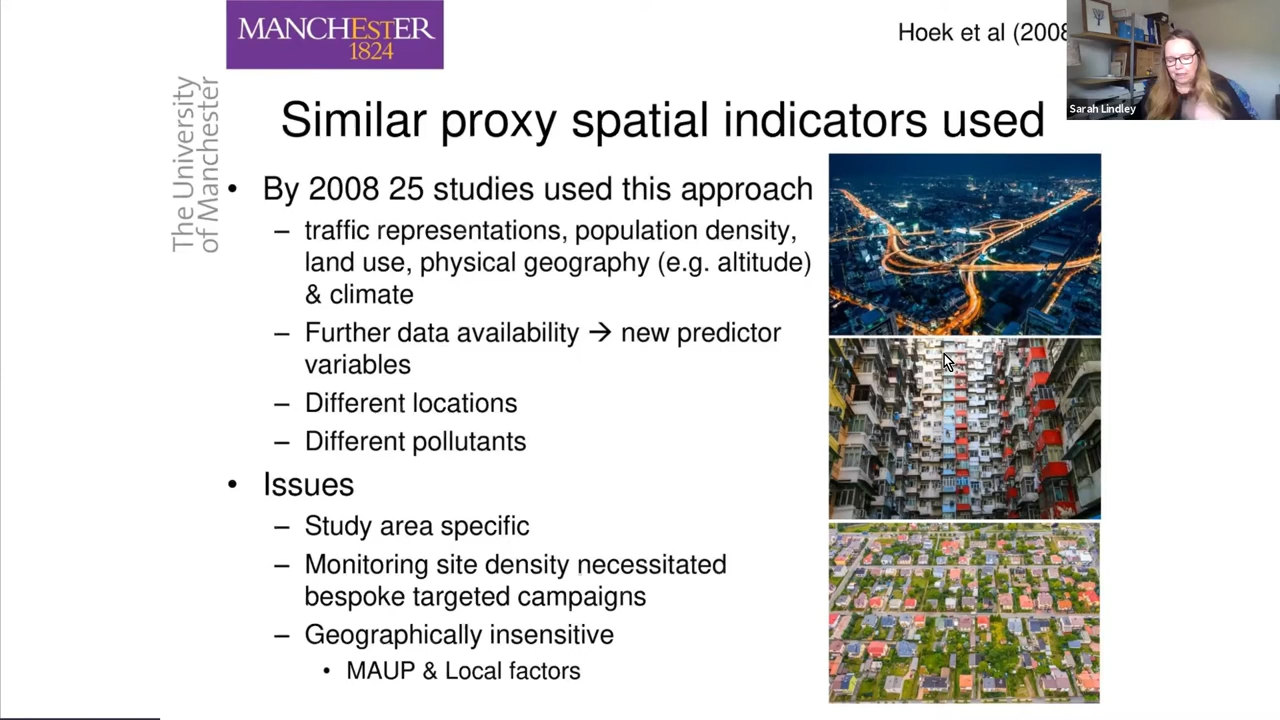 MANCHESTER
1824
The University
of Manchester
Hoek et al (2008
Sarah Lindley
Similar proxy spatial indicators used
• By 2008 25 studies used this approach
– traffic representations, population density,
land use, physical geography (e.g. altitude)
& climate
– Further data availability → new predictor
variables
– Different locations
– Different pollutants
• Issues
– Study area specific
– Monitoring site density necessitated
bespoke targeted campaigns
– Geographically insensitive
• MAUP & Local factors